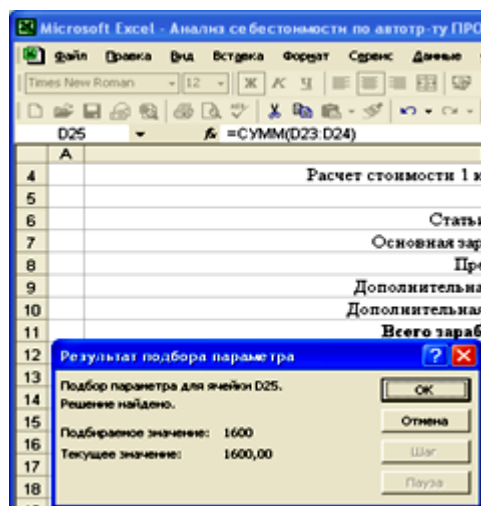 Microsoft Excel - Анализ себестоимости по автотр-ту ПРО
Файл Правка Вид Вставка Формат Сервис Данные
Times New Roman 12 Ж К Ч
D25 fx =СУММ(D23:D24)
A
4 Расчет стоимости 1 к
5
6 Статьи
7 Основная зар
8 Пре
9 Дополнительна
10 Дополнительная
11 Всего зараб
12
Результат подбора параметра
13
Подбор параметра для ячейки D25.
OK
14
Решение найдено.
15
Отмена
Подбираемое значение: 1600
16
Текущее значение: 1600,00
Шаг
17
Пауза
18